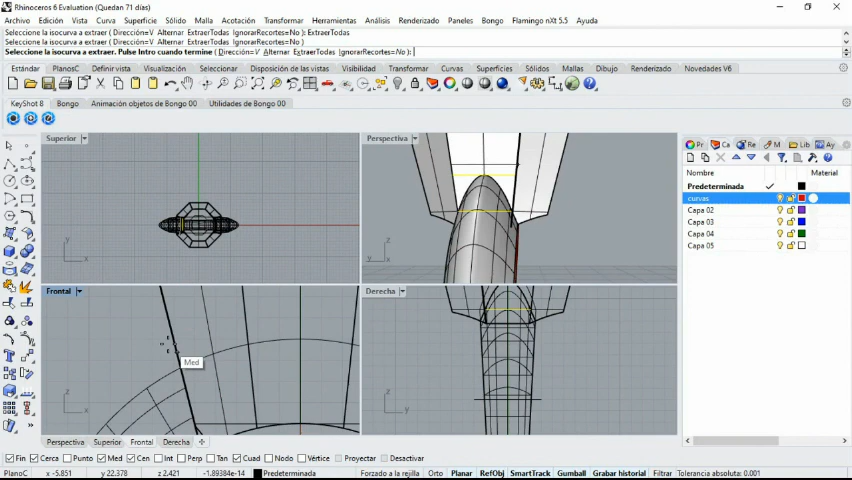 Rhinoceros 6 Evaluation (Quedan 71 días)
Archivo Edición Vista Curva Superficie Sólido Malla Acotación Transformar Herramientas Análisis Renderizado Paneles Bongo Flamingo nXt 5.5 Ayuda
Seleccione la isocurva a extraer ( Dirección=V Alternar ExtraerTodas IgnorarRecortes=No ): ExtraerTodas
Seleccione la isocurva a extraer ( Dirección=V Alternar ExtraerTodas IgnorarRecortes=No )
Seleccione la isocurva a extraer. Pulse Intro cuando termine ( Dirección=V Alternar ExtraerTodas IgnorarRecortes=No ):
Estándar PlanosC Definir vista Visualización Seleccionar Disposición de las vistas Visibilidad Transformar Curvas Superficies Sólidos Mallas Dibujo Renderizado Novedades V6
KeyShot 8 Bongo Animación objetos de Bongo 00 Utilidades de Bongo 00
Superior
y
x
Perspectiva
z
y
x
Pr Ca Re M Lib Ay
Nombre Material
Predeterminada
curvas
Capa 02
Capa 03
Capa 04
Capa 05
Frontal
Med
z
x
Derecha
z
y
Perspectiva Superior Frontal Derecha
Fin Cerca Punto Med Cen Int Perp Tan Cuad Nodo Vértice Proyectar Desactivar
PlanoC x -5.851 y 22.378 z 2.421 -1.89384e-14 Predeterminada Forzado a la rejilla Orto Planar RefObj SmartTrack Gumball Grabar historial Filtrar Tolerancia absoluta: 0.001